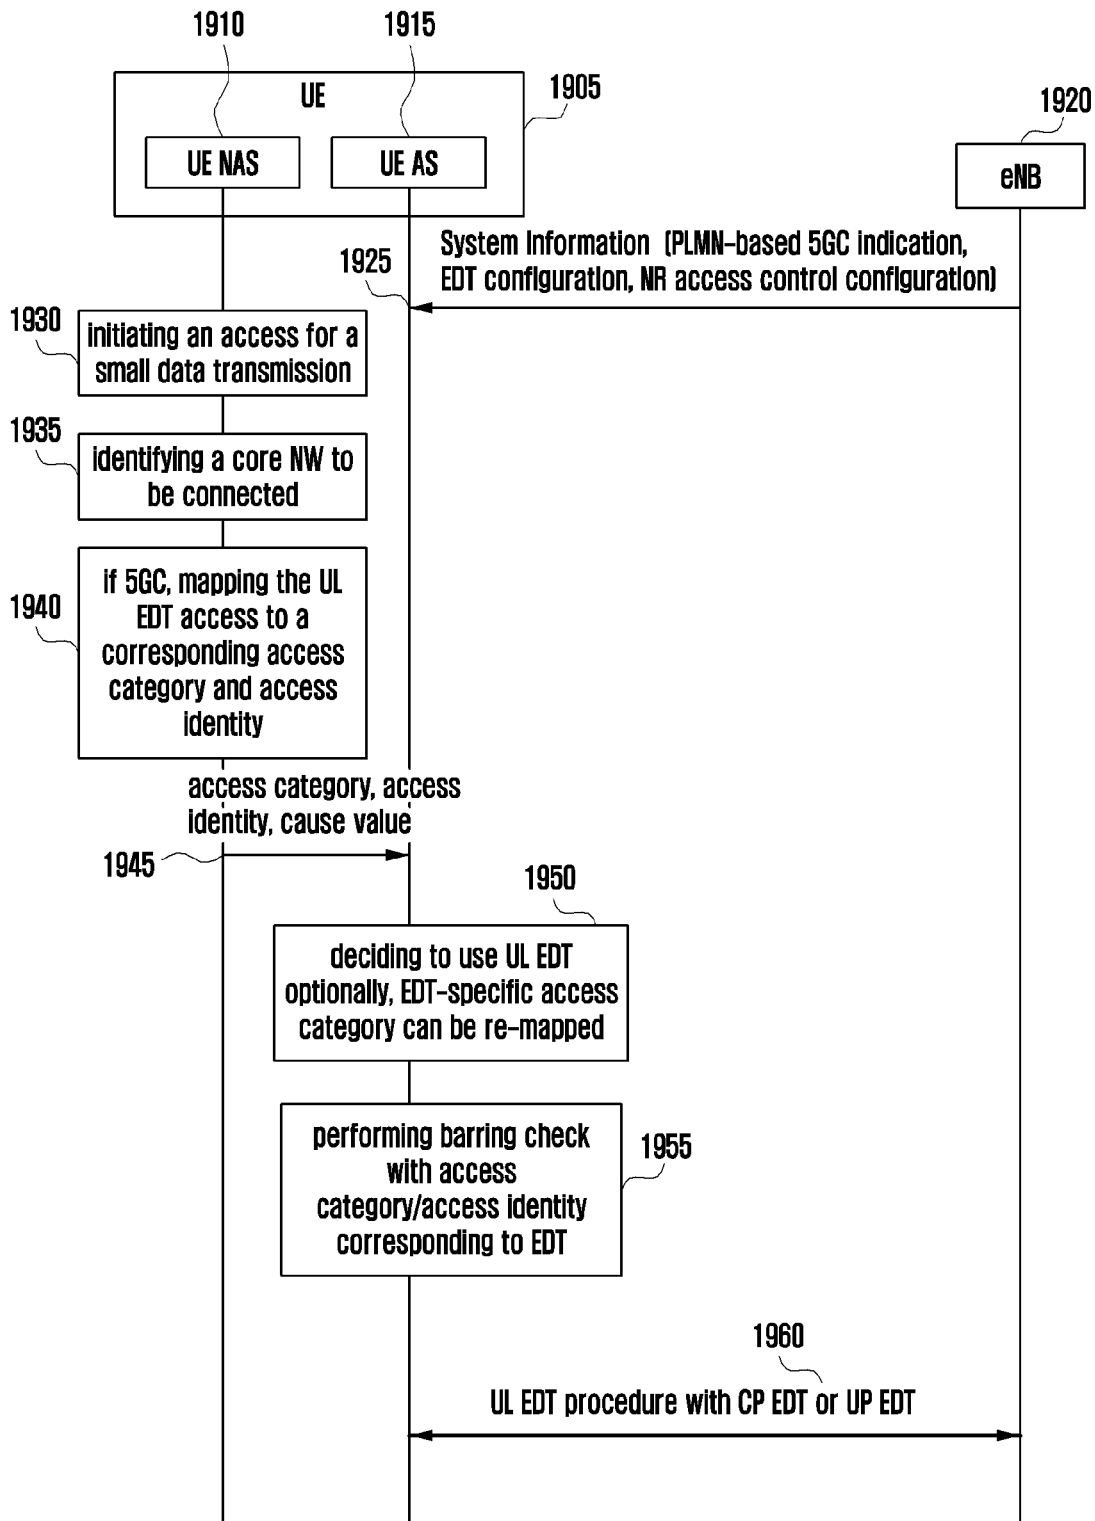 1910
1915
UE
1905
1920
UE NAS
UE AS
eNB
System Information (PLMN-based 5GC indication,
EDT configuration, NR access control configuration)
1925
1930
initiating an access for a
small data transmission
1935
identifying a core NW to
be connected
1940
if 5GC, mapping the UL
EDT access to a
corresponding access
category and access
identity
access category, access
identity, cause value
1945
1950
deciding to use UL EDT
optionally, EDT-specific access
category can be re-mapped
1955
performing barring check
with access
category/access identity
corresponding to EDT
1960
UL EDT procedure with CP EDT or UP EDT